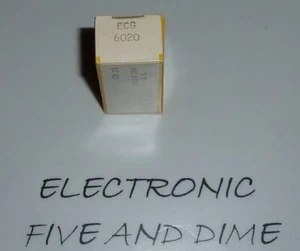 ECG
6020
ELECTRONIC
FIVE AND DIME